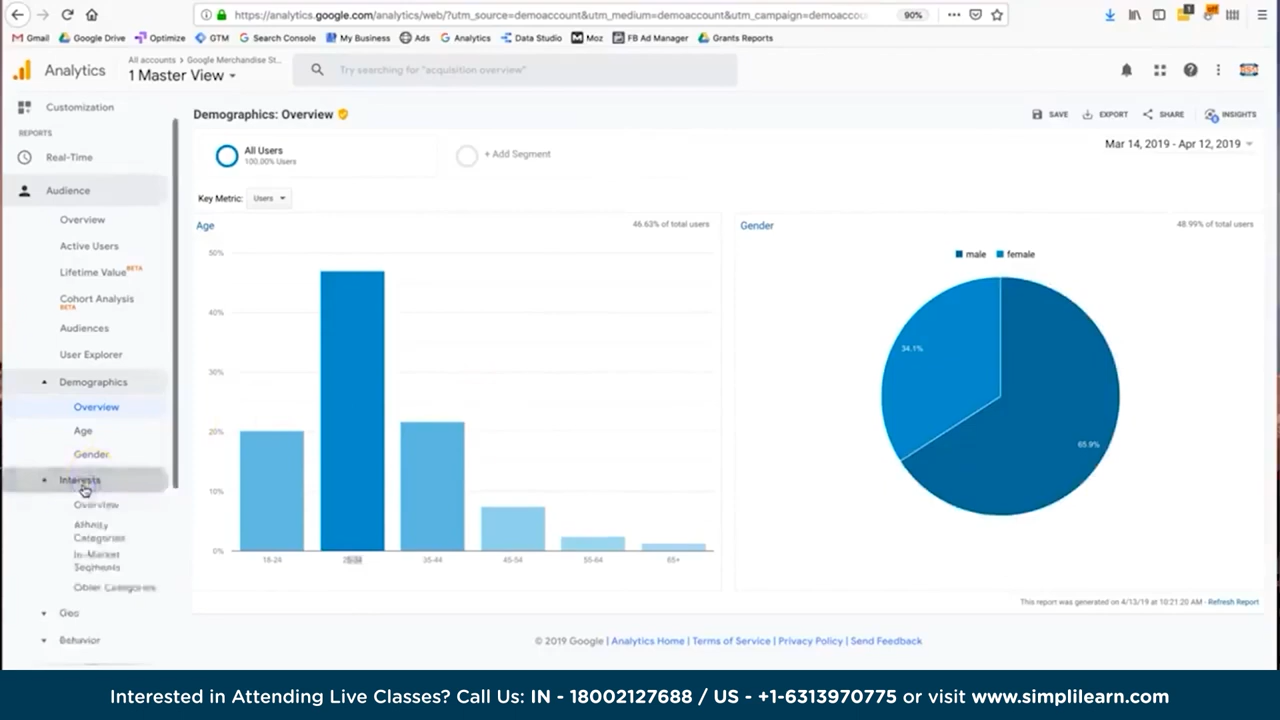 https://analytics.google.com/analytics/web/?utm_source=demoaccount&utm_medium=demoaccount&utm_campaign=demoaccou
90%
Gmail
Google Drive
Optimize
GTM
Search Console
My Business
Ads
Analytics
Data Studio
Moz
FB Ad Manager
Grants Reports
Analytics
All accounts > Google Merchandise St...
1 Master View
Try searching for "acquisition overview"
Customization
REPORTS
Real-Time
Audience
Overview
Active Users
Lifetime Value BETA
Cohort Analysis
BETA
Audiences
User Explorer
Demographics
Overview
Age
Gender
Interests
Overview
Affinity
Categories
In-Market
Segments
Other Categories
Geo
Behavior
Demographics: Overview
SAVE
EXPORT
SHARE
INSIGHTS
All Users
100.00% Users
+ Add Segment
Mar 14, 2019 - Apr 12, 2019
Key Metric:
Users
Age
46.63% of total users
50%
40%
30%
20%
10%
0%
18-24
25-34
35-44
45-54
55-64
65+
Gender
48.99% of total users
male
female
34.1%
65.9%
This report was generated on 4/13/19 at 10:21:20 AM - Refresh Report
© 2019 Google | Analytics Home | Terms of Service | Privacy Policy | Send Feedback
Interested in Attending Live Classes? Call Us: IN - 18002127688 / US - +1-6313970775 or visit www.simplilearn.com